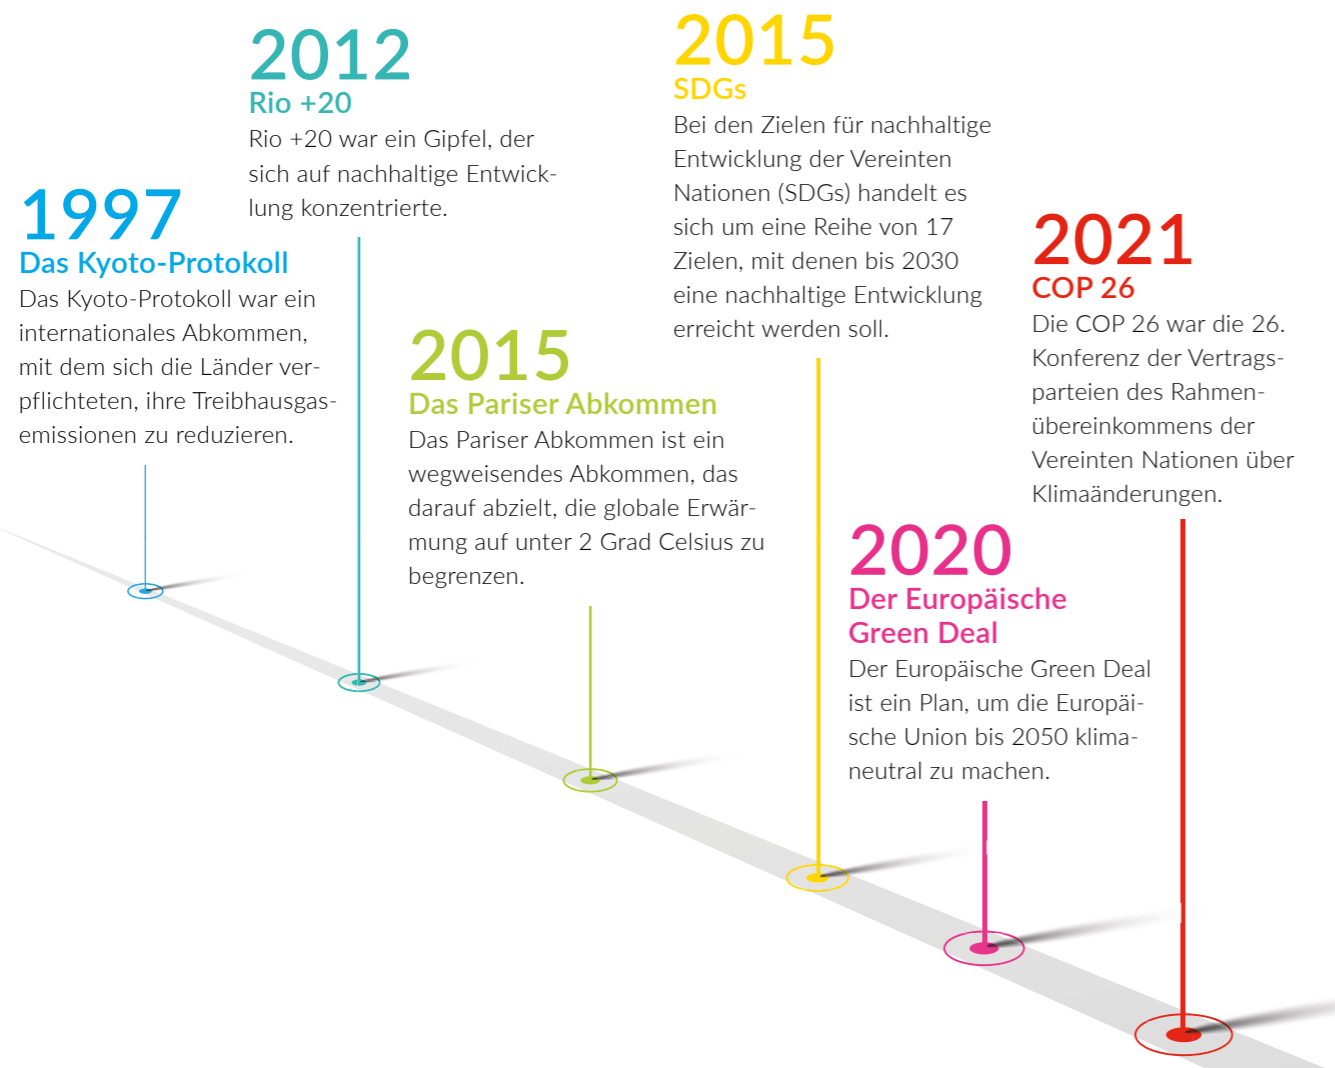 1997
Das Kyoto-Protokoll
Das Kyoto-Protokoll war ein
internationales Abkommen,
mit dem sich die Länder ver-
pflichteten, ihre Treibhausgas-
emissionen zu reduzieren.
2012
Rio +20
Rio +20 war ein Gipfel, der
sich auf nachhaltige Entwick-
lung konzentrierte.
2015
Das Pariser Abkommen
Das Pariser Abkommen ist ein
wegweisendes Abkommen, das
darauf abzielt, die globale Erwär-
mung auf unter 2 Grad Celsius zu
begrenzen.
2015
SDGs
Bei den Zielen für nachhaltige
Entwicklung der Vereinten
Nationen (SDGs) handelt es
sich um eine Reihe von 17
Zielen, mit denen bis 2030
eine nachhaltige Entwicklung
erreicht werden soll.
2020
Der Europäische
Green Deal
Der Europäische Green Deal
ist ein Plan, um die Europäi-
sche Union bis 2050 klima-
neutral zu machen.
2021
COP 26
Die COP 26 war die 26.
Konferenz der Vertrags-
parteien des Rahmen-
übereinkommens der
Vereinten Nationen über
Klimaänderungen.